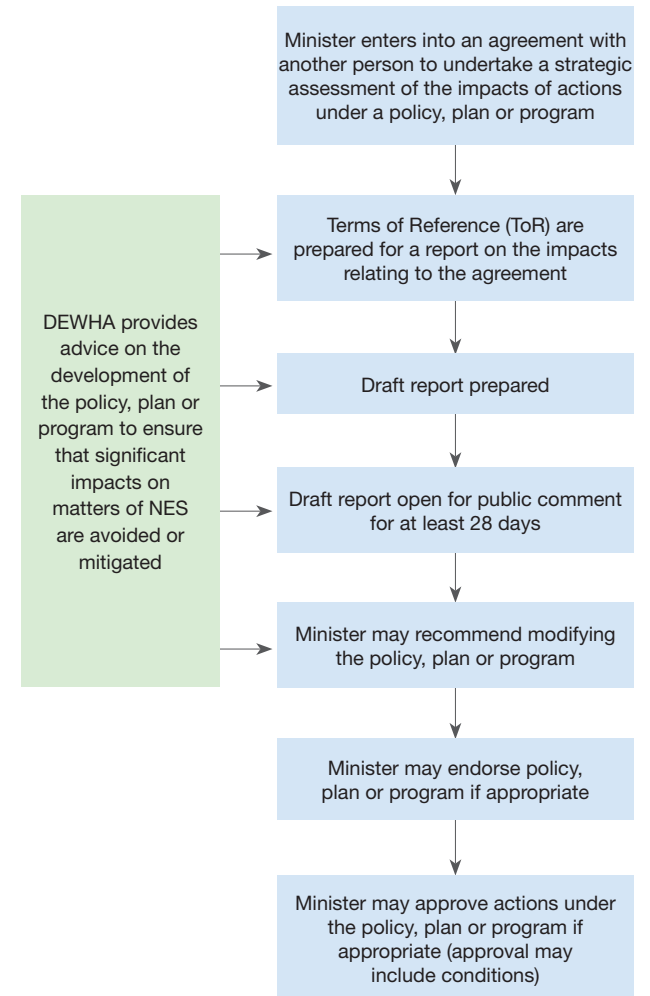 Minister enters into an agreement with
another person to undertake a strategic
assessment of the impacts of actions
under a policy, plan or program
Terms of Reference (ToR) are
prepared for a report on the impacts
relating to the agreement
DEWHA provides
advice on the
development of
the policy, plan or
program to ensure
that significant
impacts on
matters of NES
are avoided or
mitigated
Draft report prepared
Draft report open for public comment
for at least 28 days
Minister may recommend modifying
the policy, plan or program
Minister may endorse policy,
plan or program if appropriate
Minister may approve actions under
the policy, plan or program if
appropriate (approval may
include conditions)